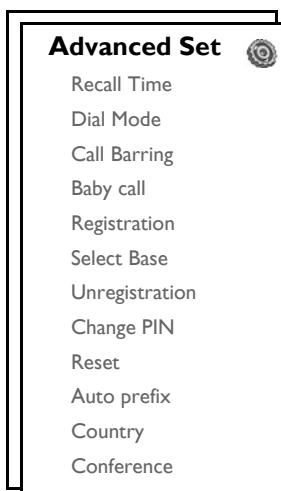 Advanced Set
Recall Time
Dial Mode
Call Barring
Baby call
Registration
Select Base
Unregistration
Change PIN
Reset
Auto prefix
Country
Conference